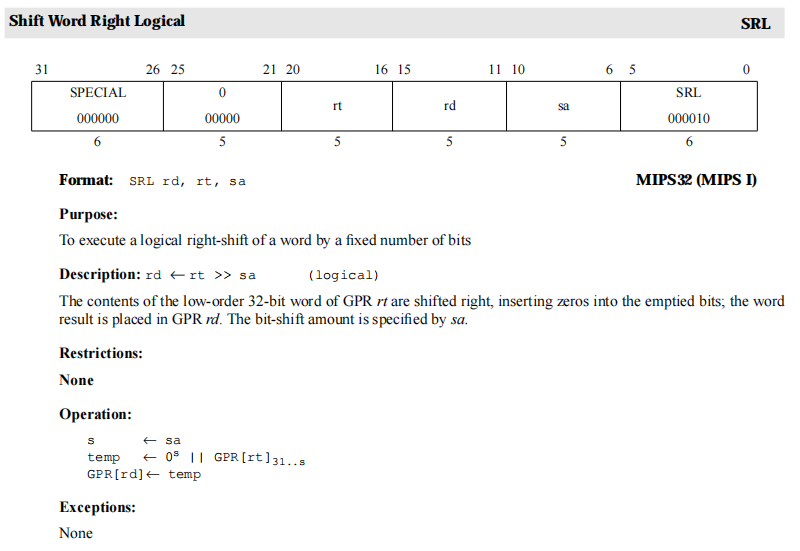 Shift Word Right Logical SRL
31 26 25 21 20 16 15 11 10 6 5 0
SPECIAL 0 rt rd sa SRL
000000 00000 000010
6 5 5 5 5 6
Format: SRL rd, rt, sa MIPS32 (MIPS I)
Purpose:
To execute a logical right-shift of a word by a fixed number of bits
Description: rd ← rt >> sa (logical)
The contents of the low-order 32-bit word of GPR rt are shifted right, inserting zeros into the emptied bits; the word
result is placed in GPR rd. The bit-shift amount is specified by sa.
Restrictions:
None
Operation:
s ← sa
temp ← 0s || GPR[rt]31..s
GPR[rd]← temp
Exceptions:
None